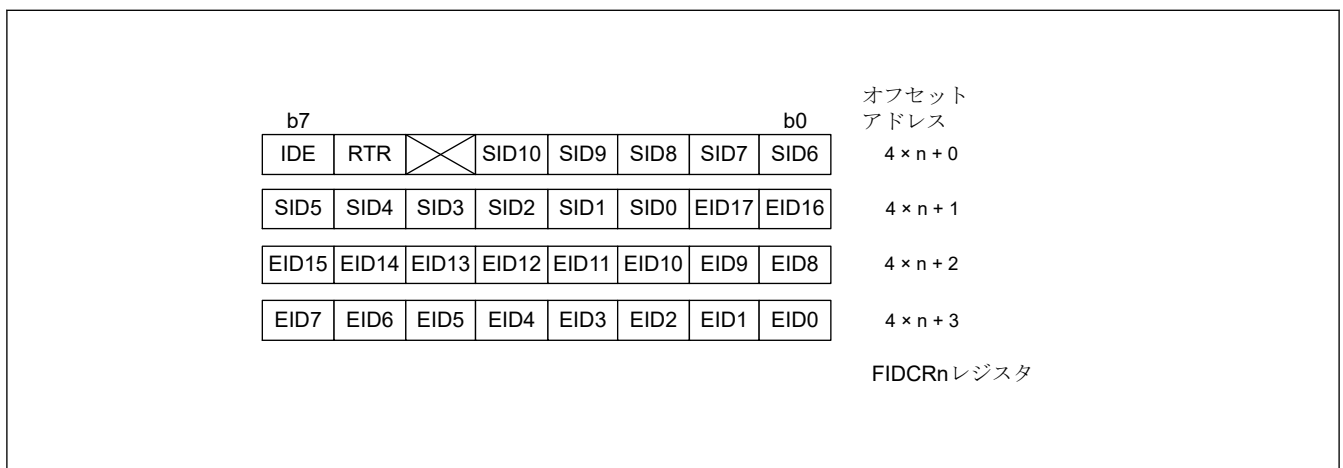 オフセット
b7 b0 アドレス
IDE RTR SID10 SID9 SID8 SID7 SID6 4 × n + 0
SID5 SID4 SID3 SID2 SID1 SID0 EID17 EID16 4 × n + 1
EID15 EID14 EID13 EID12 EID11 EID10 EID9 EID8 4 × n + 2
EID7 EID6 EID5 EID4 EID3 EID2 EID1 EID0 4 × n + 3
FIDCRnレジスタ